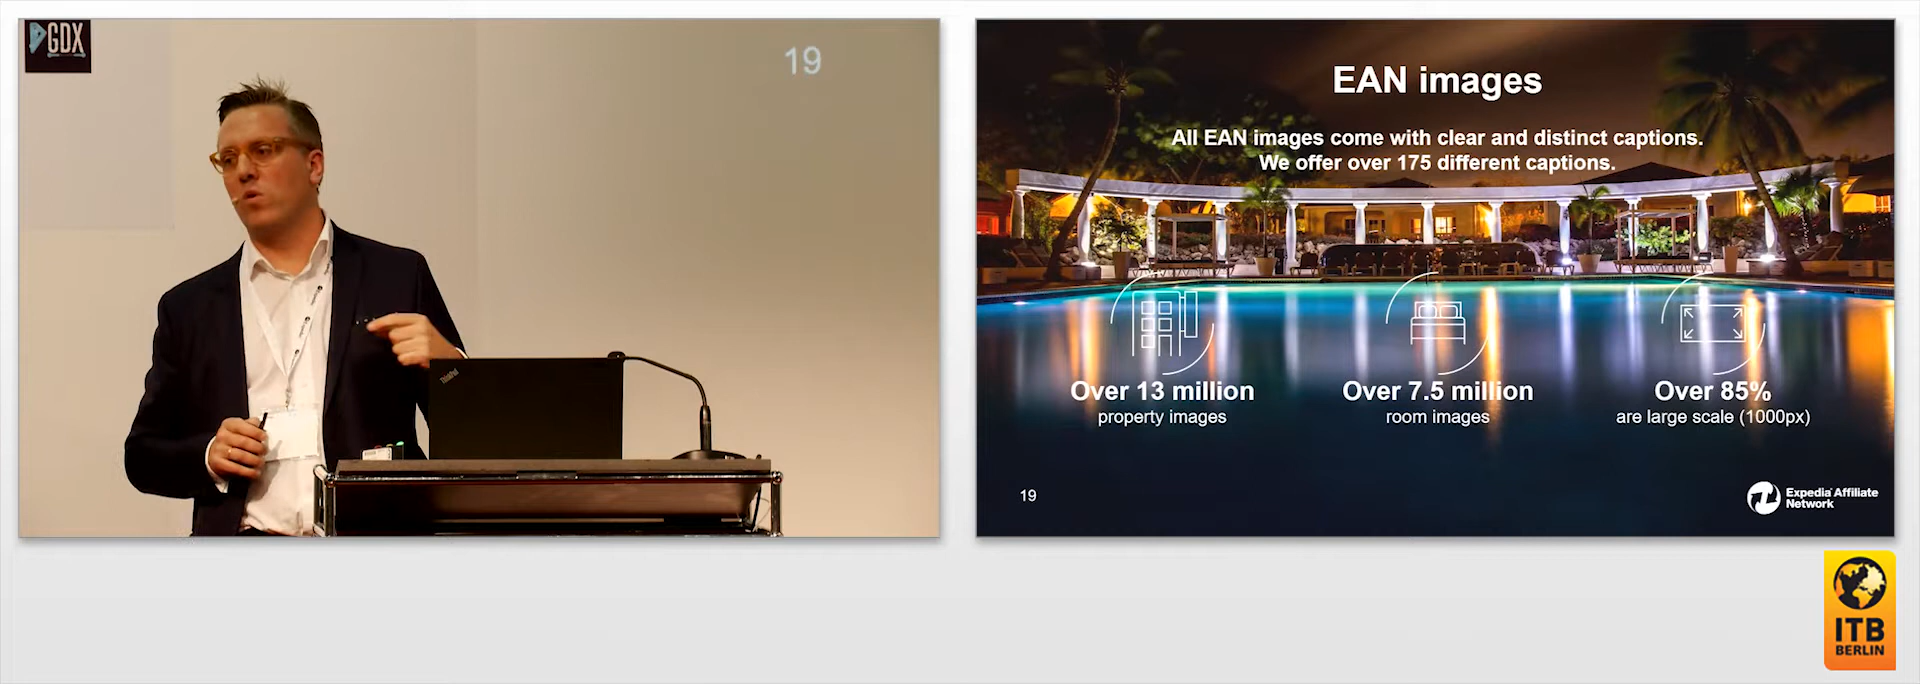 GDX
19
ThinkPad
EAN images
All EAN images come with clear and distinct captions.
We offer over 175 different captions.
Over 13 million
property images
Over 7.5 million
room images
Over 85%
are large scale (1000px)
19
Expedia Affiliate
Network
ITB
BERLIN